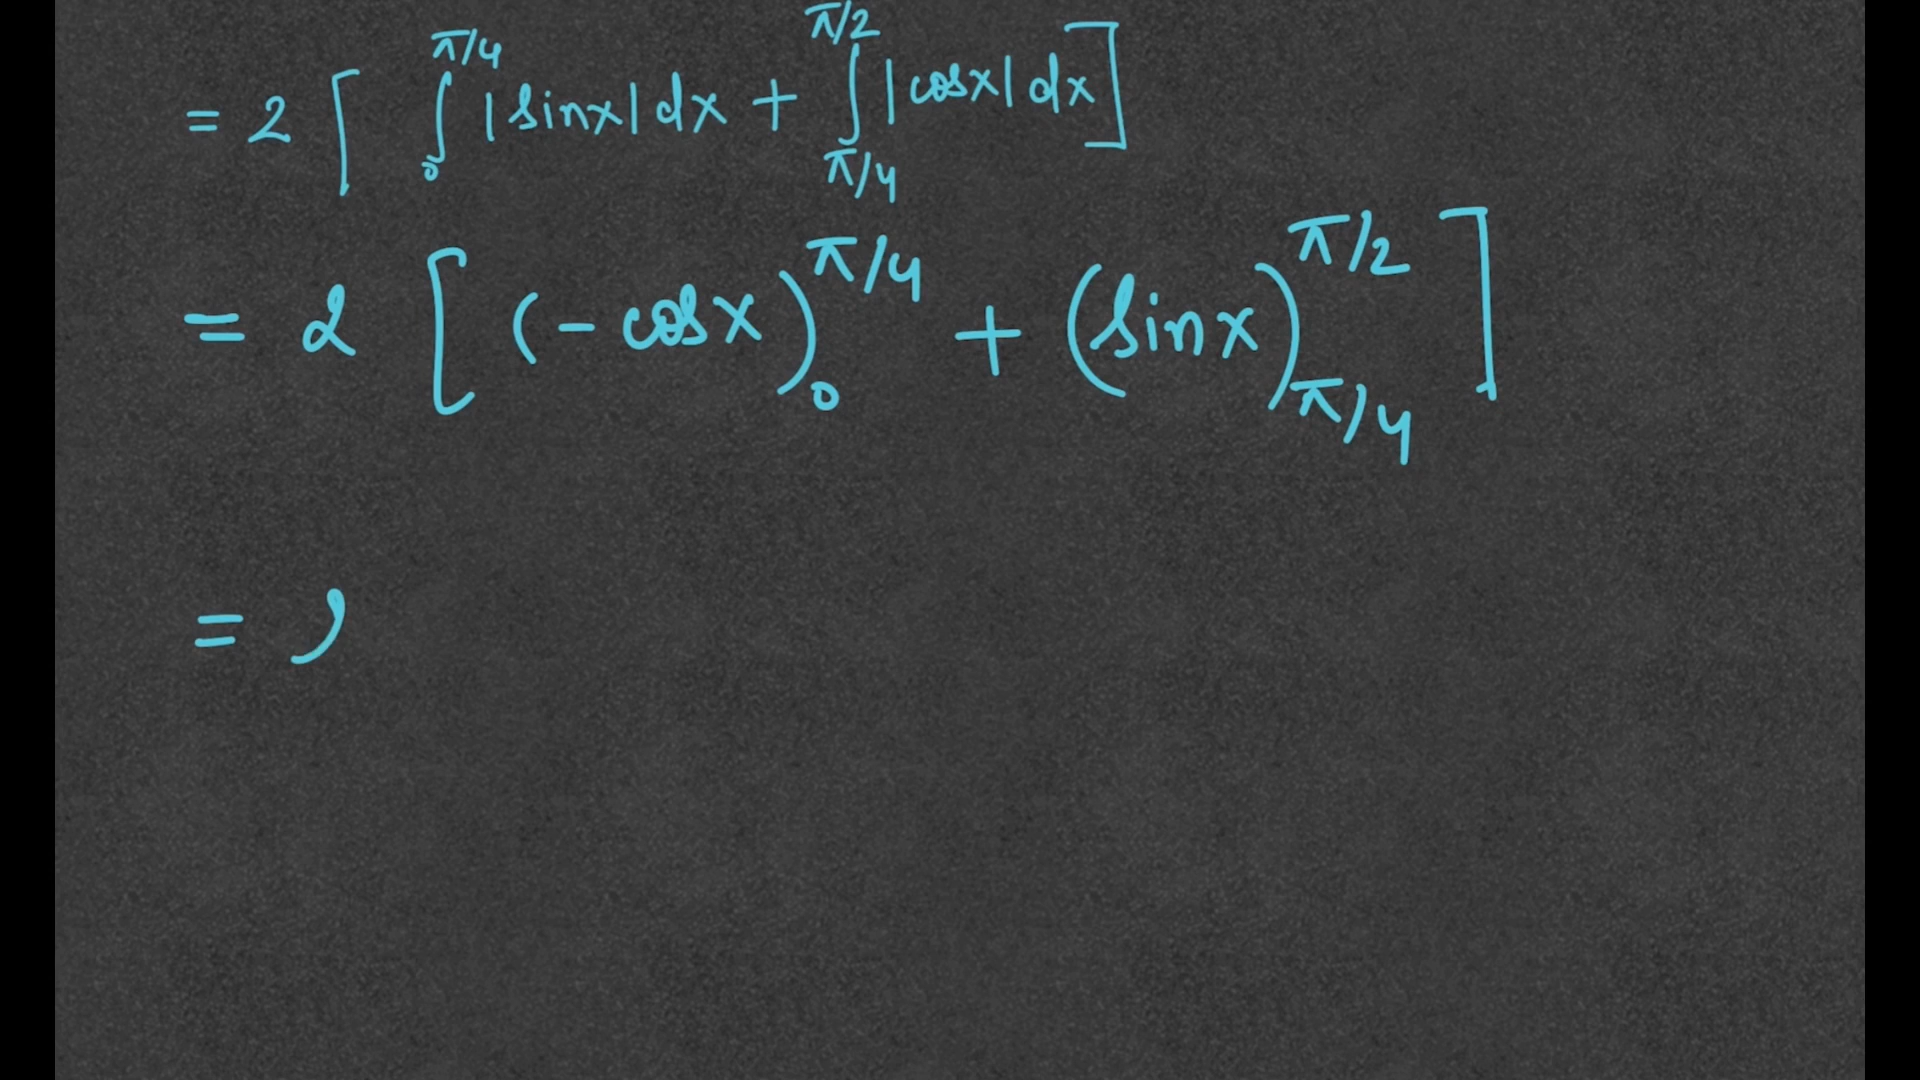 = 2 [ ∫₀^{π/4} |sinx| dx + ∫_{π/4}^{π/2} |cosx| dx ]
= 2 [ (- cosx)₀^{π/4} + (sinx)_{π/4}^{π/2} ]
=